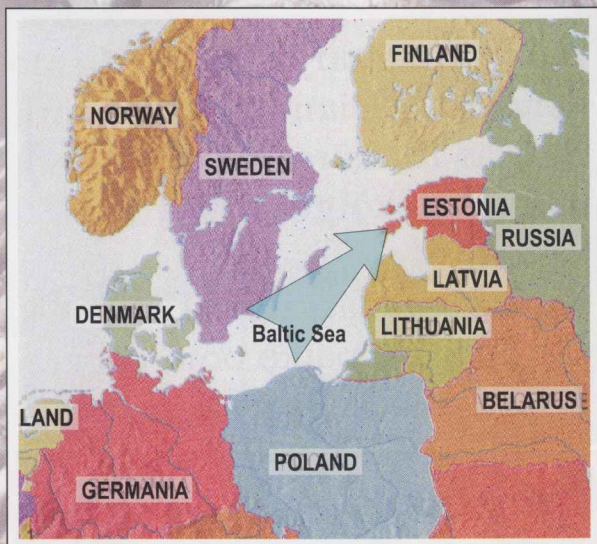 FINLAND
NORWAY
SWEDEN
ESTONIA
RUSSIA
LATVIA
DENMARK
Baltic Sea
LITHUANIA
BELARUS
LAND
POLAND
GERMANIA